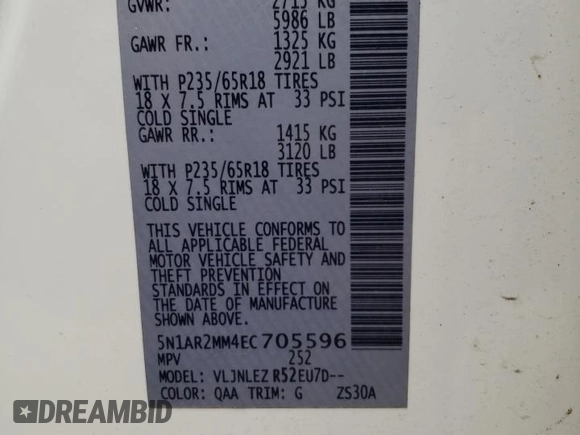 GVWR: 2715 KG
5986 LB
GAWR FR.: 1325 KG
2921 LB
WITH P235/65R18 TIRES
18 X 7.5 RIMS AT 33 PSI
COLD SINGLE
GAWR RR.: 1415 KG
3120 LB
WITH P235/65R18 TIRES
18 X 7.5 RIMS AT 33 PSI
COLD SINGLE
THIS VEHICLE CONFORMS TO
ALL APPLICABLE FEDERAL
MOTOR VEHICLE SAFETY AND
THEFT PREVENTION
STANDARDS IN EFFECT ON
THE DATE OF MANUFACTURE
SHOWN ABOVE.
5N1AR2MM4EC705596
MPV 252
MODEL: VLJNLEZ R52EU7D--
COLOR: QAA TRIM: G ZS30A
DREAMBID